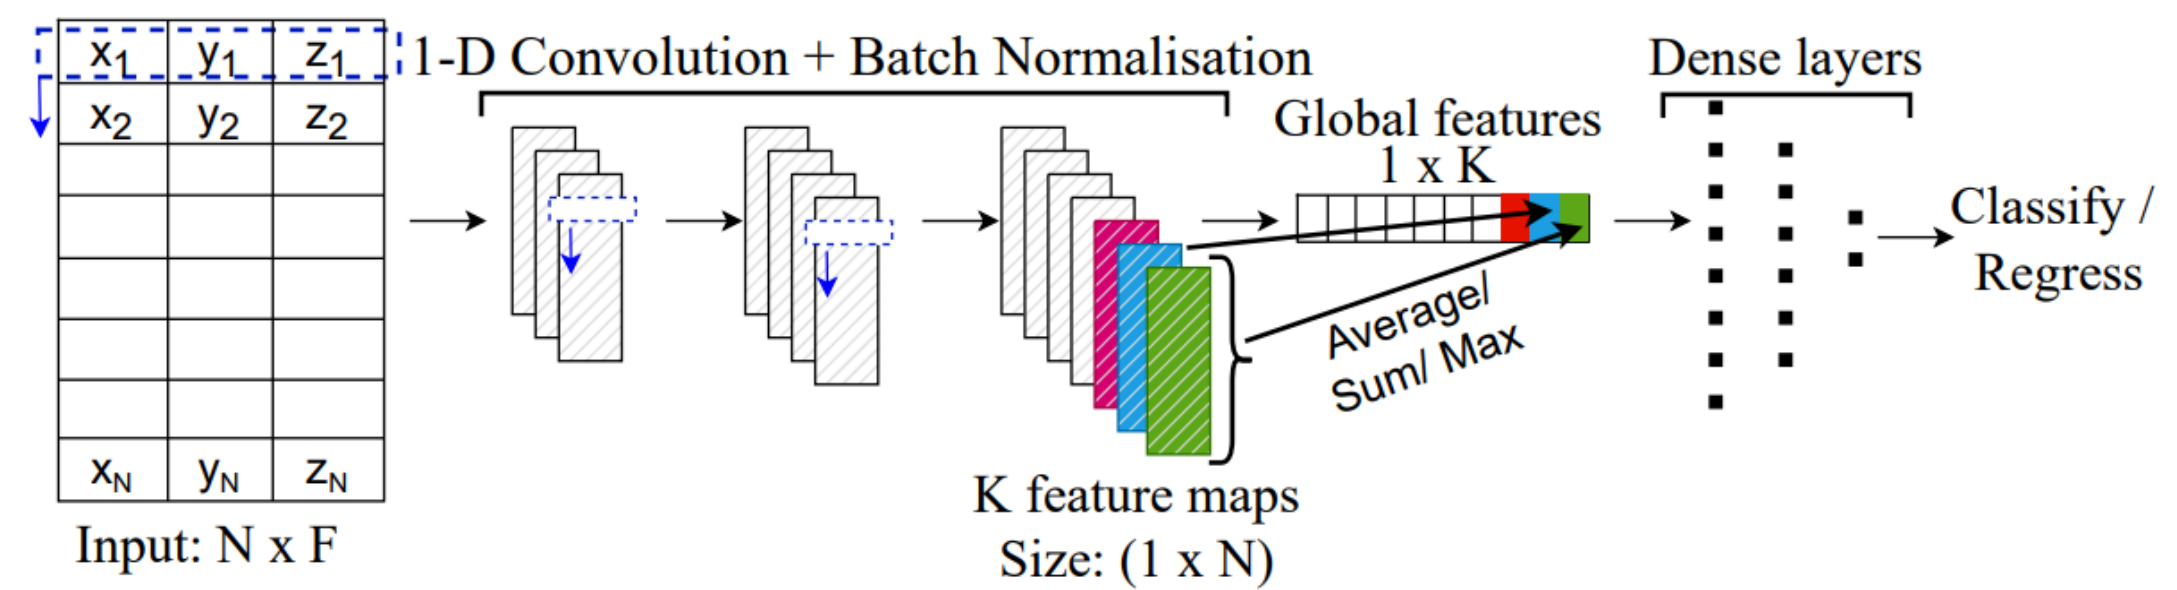 x1 y1 z1
x2 y2 z2
xN yN zN
Input: N x F
1-D Convolution + Batch Normalisation
K feature maps
Size: (1 x N)
Global features
1 x K
Average/
Sum/ Max
Dense layers
Classify /
Regress